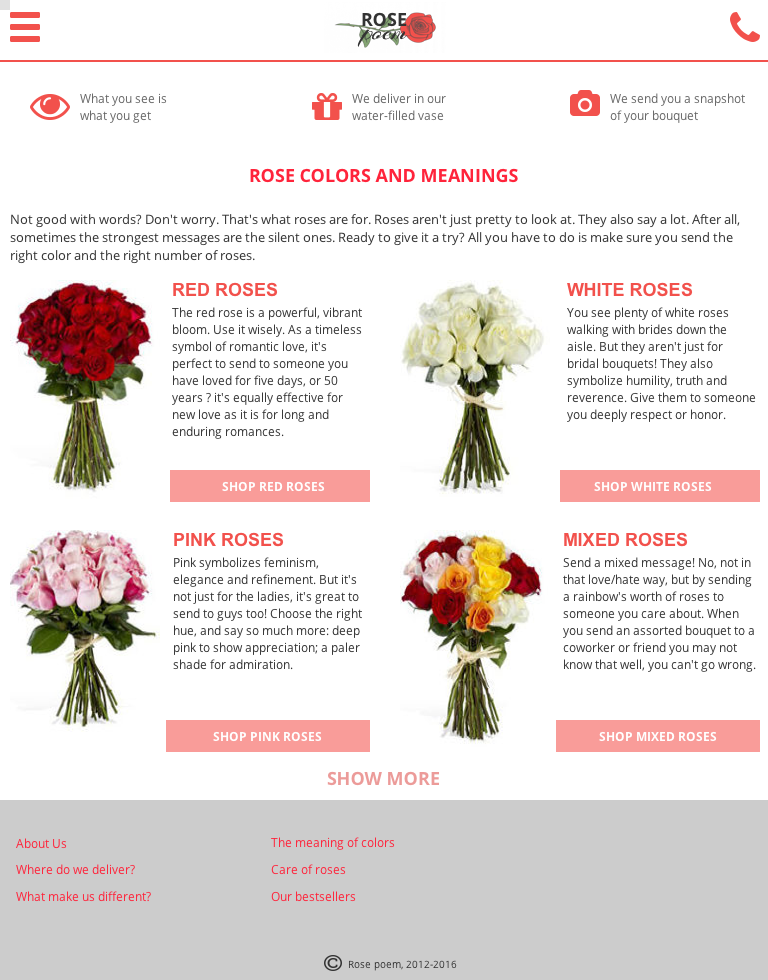 ROSE
poem
What you see is
what you get
We deliver in our
water-filled vase
We send you a snapshot
of your bouquet
ROSE COLORS AND MEANINGS
Not good with words? Don't worry. That's what roses are for. Roses aren't just pretty to look at. They also say a lot. After all,
sometimes the strongest messages are the silent ones. Ready to give it a try? All you have to do is make sure you send the
right color and the right number of roses.
RED ROSES
The red rose is a powerful, vibrant
bloom. Use it wisely. As a timeless
symbol of romantic love, it's
perfect to send to someone you
have loved for five days, or 50
years ? it's equally effective for
new love as it is for long and
enduring romances.
SHOP RED ROSES
WHITE ROSES
You see plenty of white roses
walking with brides down the
aisle. But they aren't just for
bridal bouquets! They also
symbolize humility, truth and
reverence. Give them to someone
you deeply respect or honor.
SHOP WHITE ROSES
PINK ROSES
Pink symbolizes feminism,
elegance and refinement. But it's
not just for the ladies, it's great to
send to guys too! Choose the right
hue, and say so much more: deep
pink to show appreciation; a paler
shade for admiration.
SHOP PINK ROSES
MIXED ROSES
Send a mixed message! No, not in
that love/hate way, but by sending
a rainbow's worth of roses to
someone you care about. When
you send an assorted bouquet to a
coworker or friend you may not
know that well, you can't go wrong.
SHOP MIXED ROSES
SHOW MORE
About Us
Where do we deliver?
What make us different?
The meaning of colors
Care of roses
Our bestsellers
© Rose poem, 2012-2016